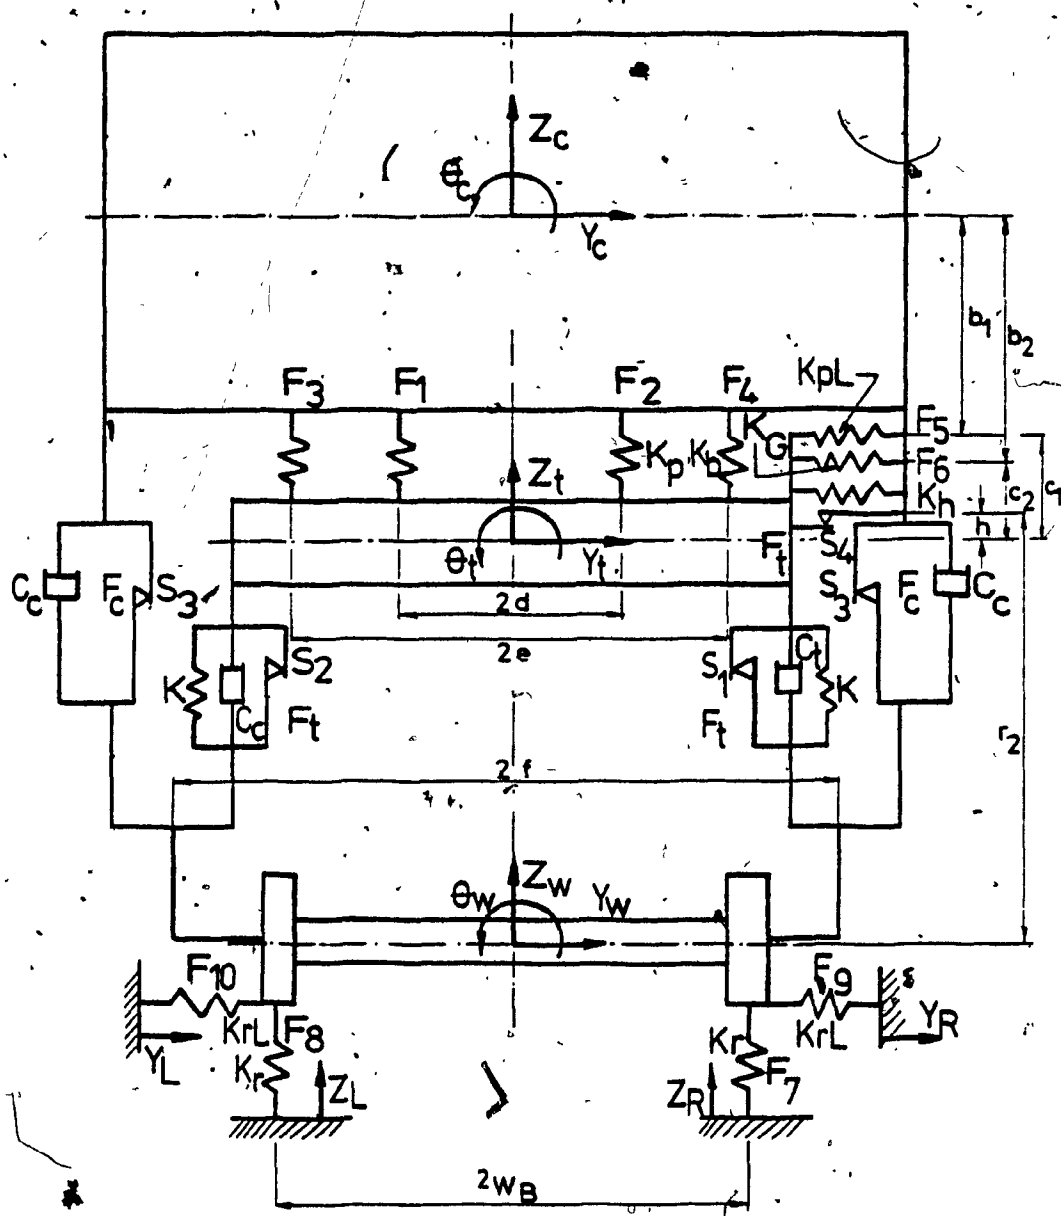 Zc
θc
Yc
b1
b2
KpL
F3
F1
F2
F4
F5
KG
Kp
Kb
F6
Zt
Kh
c2
c1
h
θt
Yt
Ft
S4
Cc
Fc
S3
S3
Fc
Cc
2d
2e
K
Cc
S2
Ft
S1
Ct
K
Ft
r2
2f
θw
Zw
Yw
F10
F9
KrL
F8
Kr
KrL
YR
YL
Kr
ZL
ZR
F7
2wB